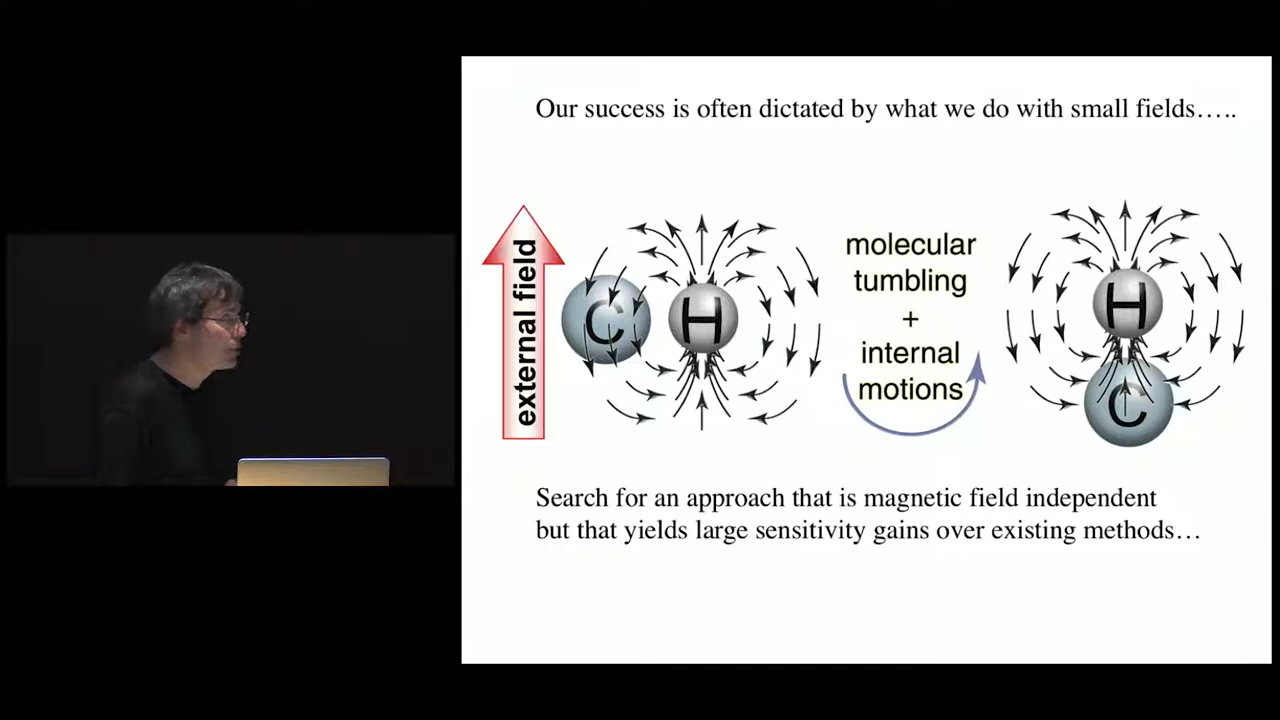 Our success is often dictated by what we do with small fields…..
external field
C
H
molecular
tumbling
+
internal
motions
H
C
Search for an approach that is magnetic field independent
but that yields large sensitivity gains over existing methods…